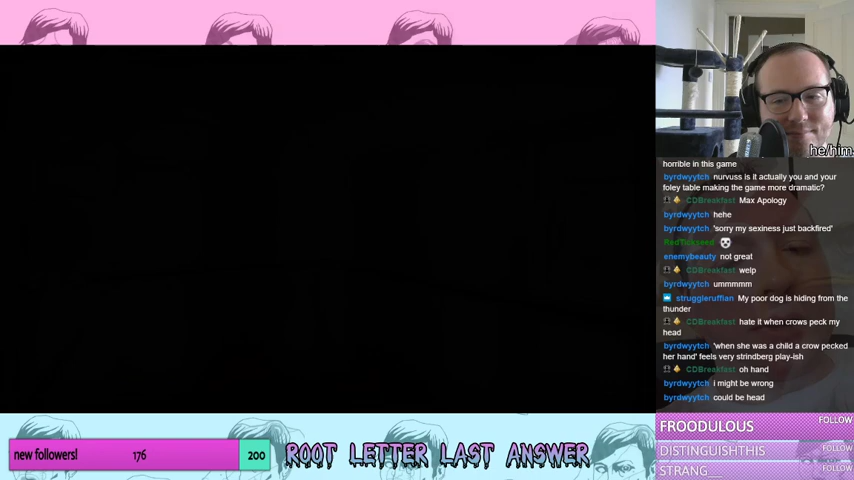 he/him
horrible in this game
byrdwyytch nurvuss is it actually you and your
foley table making the game more dramatic?
CDBreakfast Max Apology
byrdwyytch hehe
byrdwyytch 'sorry my sexiness just backfired'
RedTickseed
enemybeauty not great
CDBreakfast welp
byrdwyytch ummmmm
struggleruffian My poor dog is hiding from the
thunder
CDBreakfast hate it when crows peck my
head
byrdwyytch 'when she was a child a crow pecked
her hand' feels very strindberg play-ish
CDBreakfast oh hand
byrdwyytch i might be wrong
byrdwyytch could be head
FROODULOUS FOLLOW
DISTINGUISHTHIS FOLLOW
STRANG__ FOLLOW
new followers! 176 200
ROOT LETTER LAST ANSWER